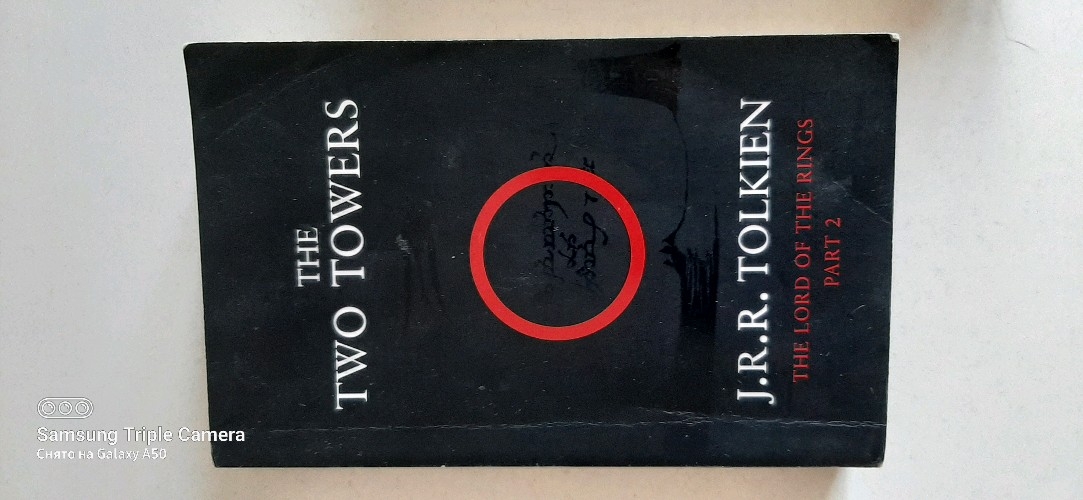 THE
TWO TOWERS
J.R.R. TOLKIEN
THE LORD OF THE RINGS
PART 2
Samsung Triple Camera
Снято на Galaxy A50